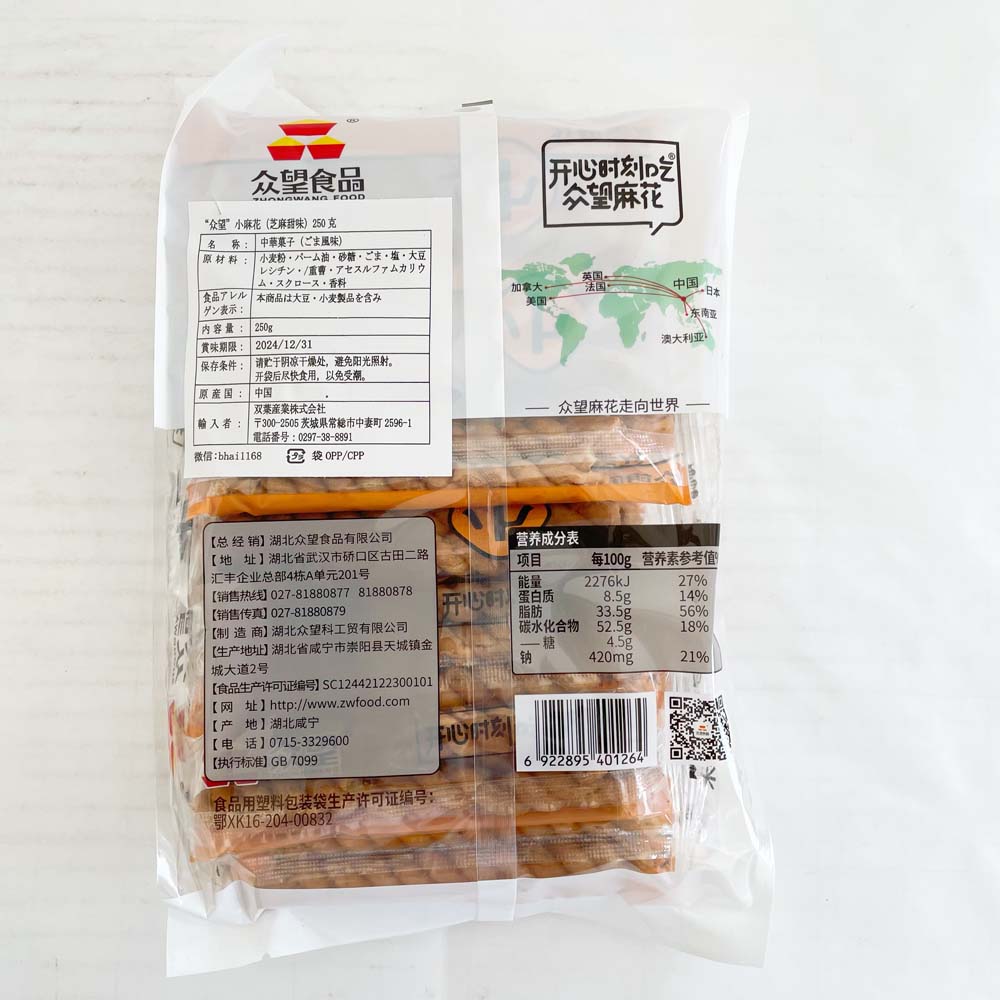 ®
众望食品
ZHONGWANG FOOD
开心时刻吃®
众望麻花
“众望”小麻花（芝麻甜味）250 克
名 称： 中華菓子（ごま風味）
原材料： 小麦粉・パーム油・砂糖・ごま・塩・大豆
レシチン・/重曹・アセスルファムカリウ
ム・スクロース・香料
食品アレル
ゲン表示： 本商品は大豆・小麦製品を含み
内容量： 250g
賞味期限： 2024/12/31
保存条件： 请贮于阴凉干燥处，避免阳光照射。
开袋后尽快食用，以免受潮。
原産国： 中国
輸入者： 双葉産業株式会社
〒300-2505 茨城県常総市中妻町 2596-1
電話番号：0297-38-8891
微信:bhai1168 プラ 袋 OPP/CPP
英国
加拿大 法国 中国
美国 日本
东南亚
澳大利亚
— 众望麻花走向世界 —
【总 经 销】湖北众望食品有限公司
【地 址】湖北省武汉市硚口区古田二路
汇丰企业总部4栋A单元201号
【销售热线】027-81880877 81880878
【销售传真】027-81880879
【制 造 商】湖北众望科工贸有限公司
【生产地址】湖北省咸宁市崇阳县天城镇金
城大道2号
【食品生产许可证编号】SC12442122300101
【网 址】http://www.zwfood.com
【产 地】湖北咸宁
【电 话】0715-3329600
【执行标准】GB 7099
食品用塑料包装袋生产许可证编号：
鄂XK16-204-00832
营养成分表
项目 每100g 营养素参考值%
能量 2276kJ 27%
蛋白质 8.5g 14%
脂肪 33.5g 56%
碳水化合物 52.5g 18%
—— 糖 4.5g
钠 420mg 21%
开心时
开心时刻
6 922895 401264